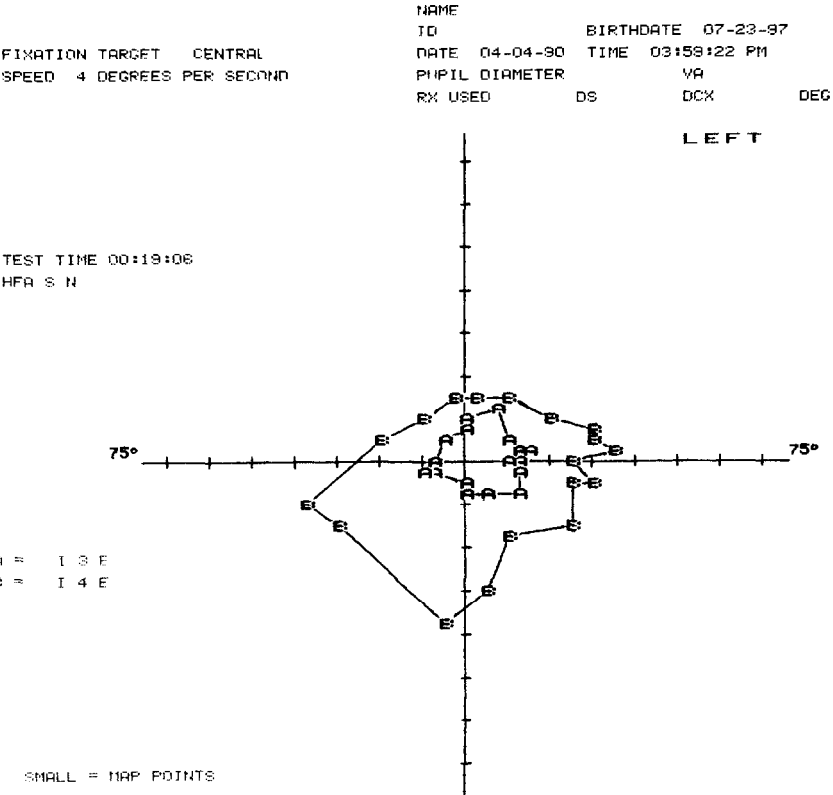 NAME
ID BIRTHDATE 07-23-97
FIXATION TARGET CENTRAL DATE 04-04-90 TIME 03:59:22 PM
SPEED 4 DEGREES PER SECOND PUPIL DIAMETER VA
RX USED DS DCX DEG
LEFT
TEST TIME 00:19:06
HFA S N
75° 75°
= I 3 E
= I 4 E
SMALL = MAP POINTS